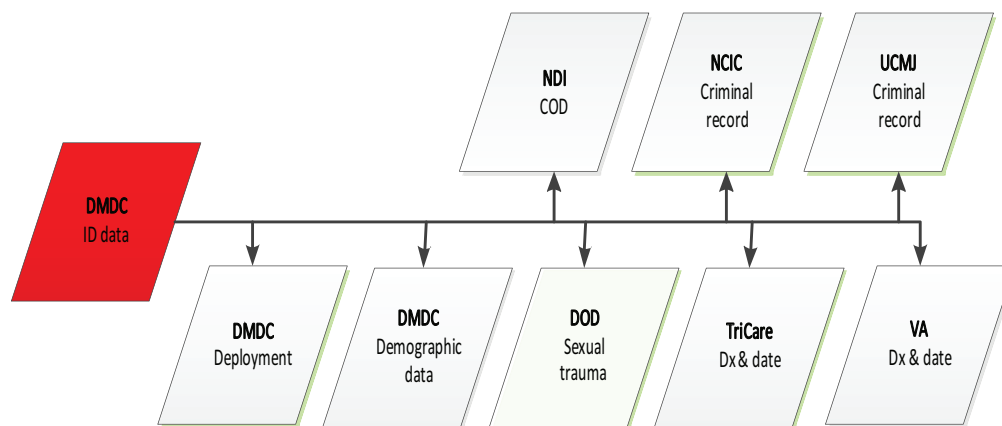 NDI
COD
NCIC
Criminal
record
UCMJ
Criminal
record
DMDC
ID data
DMDC
Deployment
DMDC
Demographic
data
DOD
Sexual
trauma
TriCare
Dx & date
VA
Dx & date